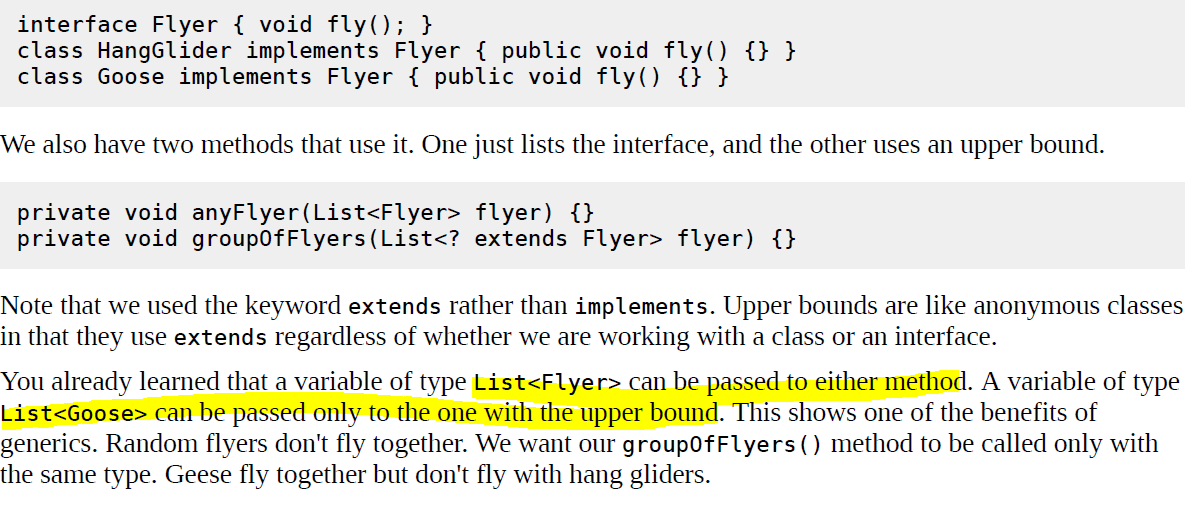 interface Flyer { void fly(); }
class HangGlider implements Flyer { public void fly() {} }
class Goose implements Flyer { public void fly() {} }
We also have two methods that use it. One just lists the interface, and the other uses an upper bound.
private void anyFlyer(List<Flyer> flyer) {}
private void groupOfFlyers(List<? extends Flyer> flyer) {}
Note that we used the keyword extends rather than implements. Upper bounds are like anonymous classes
in that they use extends regardless of whether we are working with a class or an interface.
You already learned that a variable of type List<Flyer> can be passed to either method. A variable of type
List<Goose> can be passed only to the one with the upper bound. This shows one of the benefits of
generics. Random flyers don't fly together. We want our groupOfFlyers() method to be called only with
the same type. Geese fly together but don't fly with hang gliders.